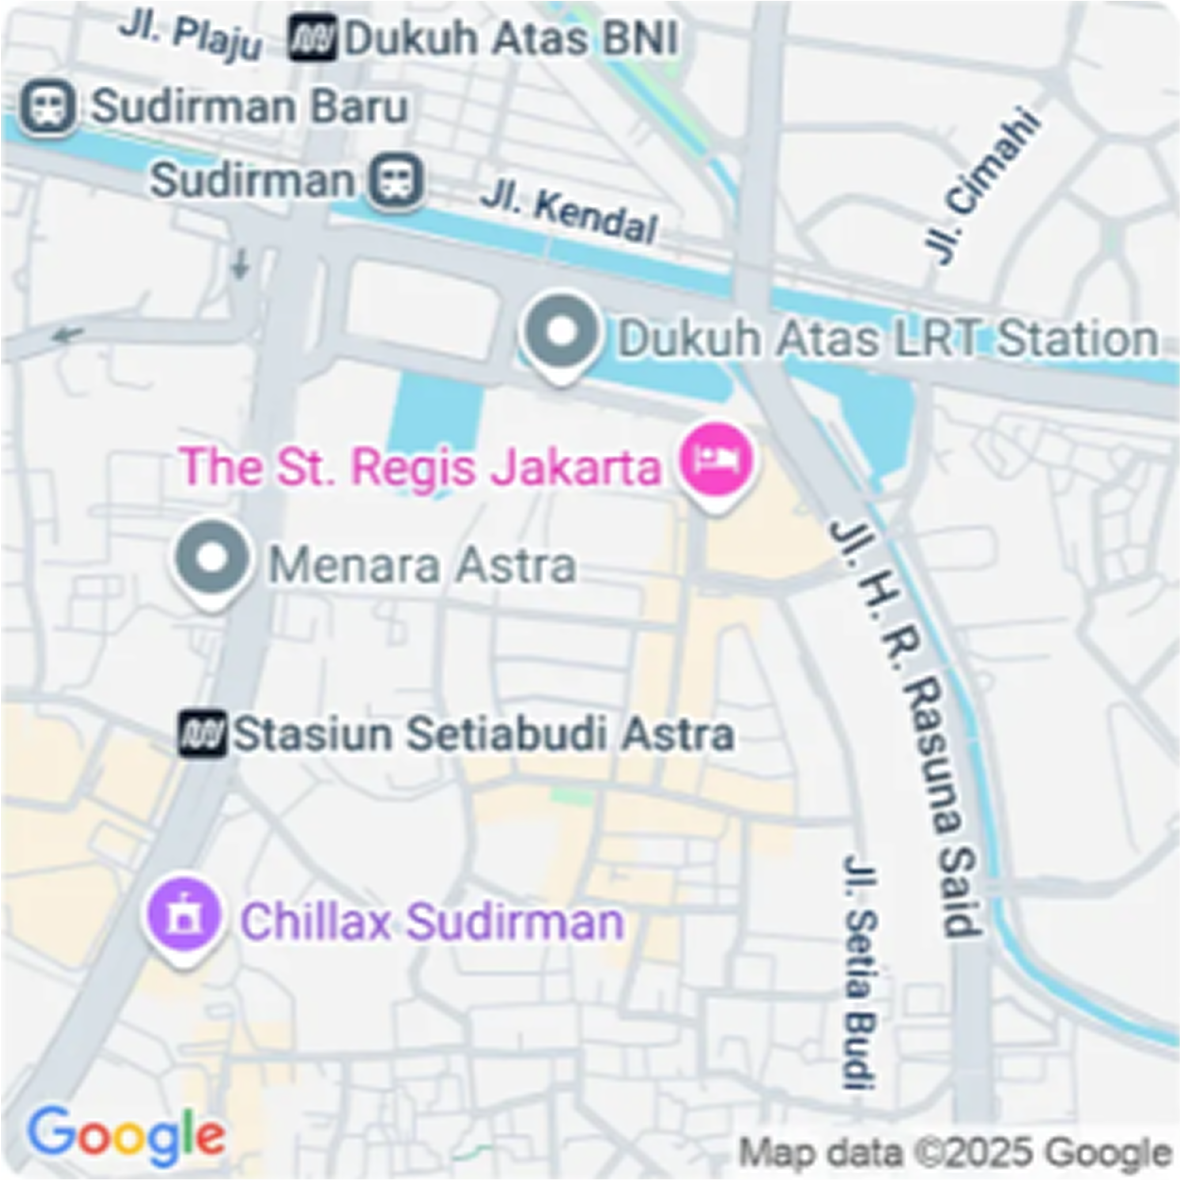 Jl. Plaju
Dukuh Atas BNI
Sudirman Baru
Sudirman
Jl. Kendal
Jl. Cimahi
Dukuh Atas LRT Station
The St. Regis Jakarta
Menara Astra
Jl. H. R. Rasuna Said
Stasiun Setiabudi Astra
Chillax Sudirman
Jl. Setia Budi
Google
Map data ©2025 Google